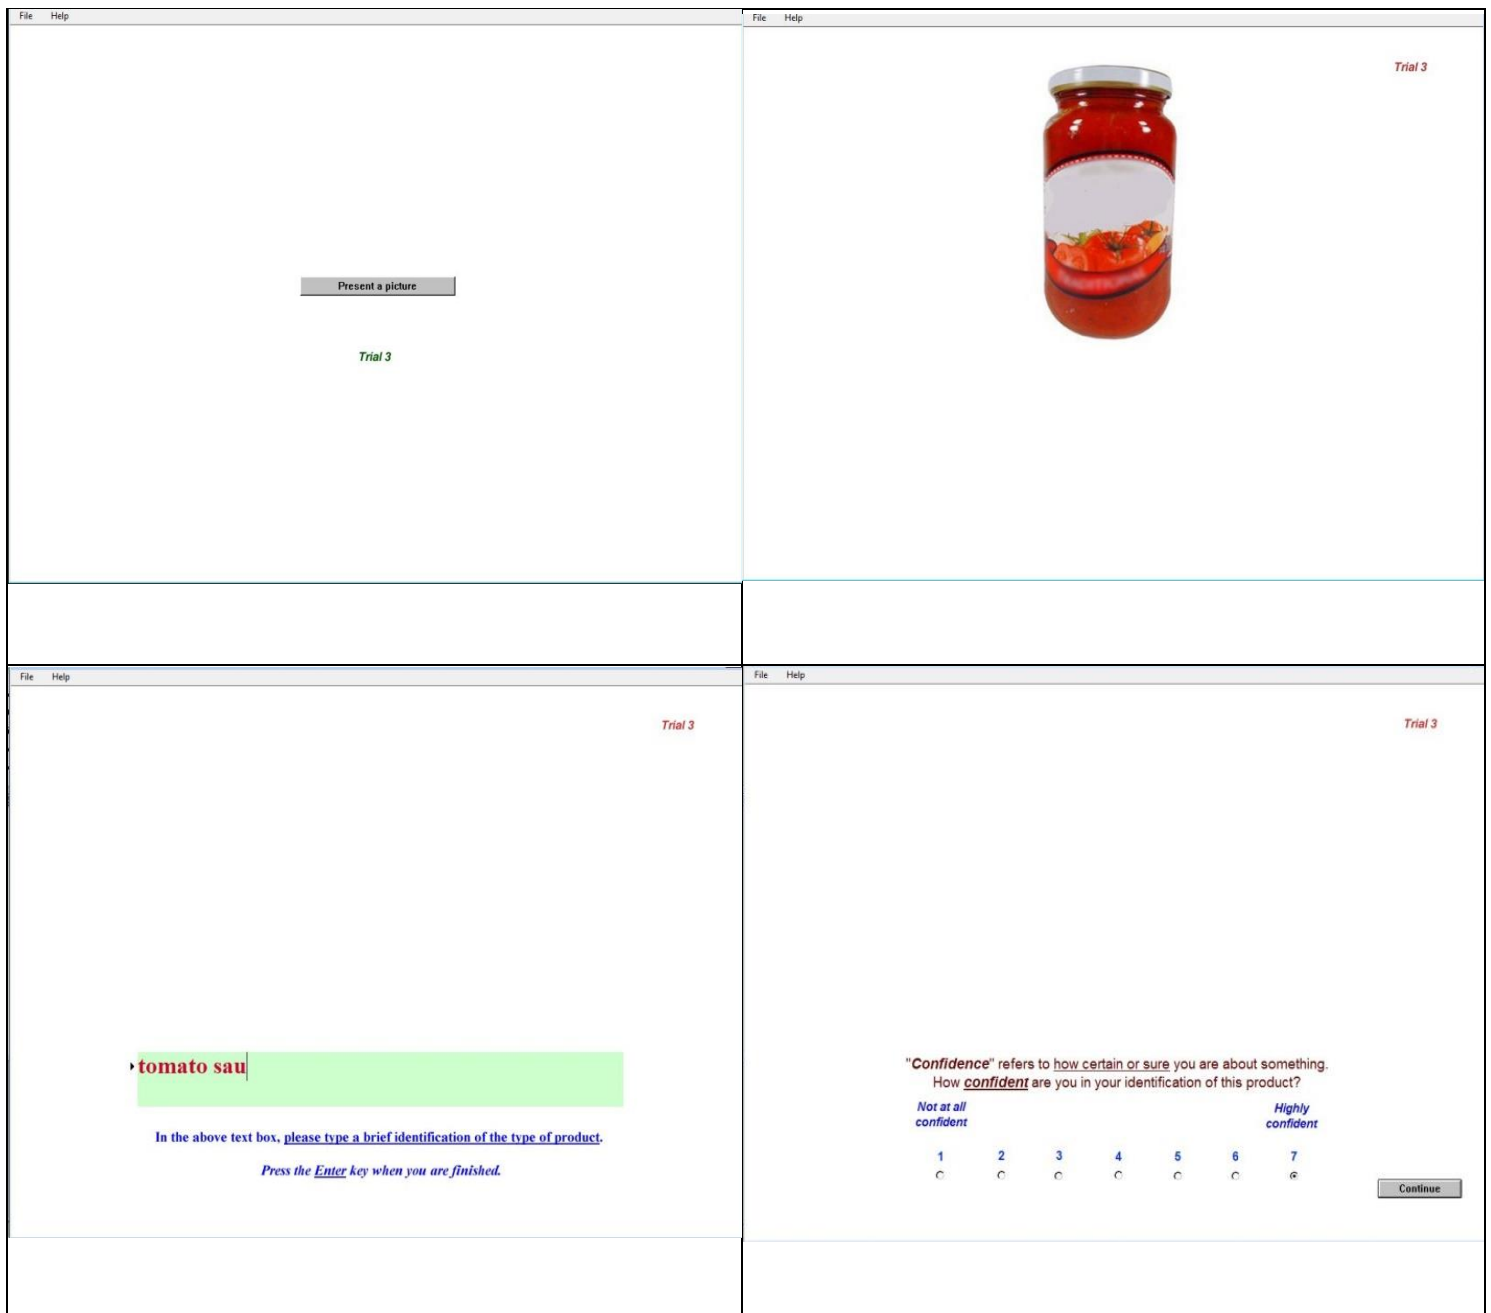 File Help
Present a picture
Trial 3
File Help
Trial 3
File Help
Trial 3
tomato sau
In the above text box, please type a brief identification of the type of product.
Press the Enter key when you are finished.
File Help
Trial 3
"Confidence" refers to how certain or sure you are about something.
How confident are you in your identification of this product?
Not at all Highly
confident confident
1 2 3 4 5 6 7
Continue